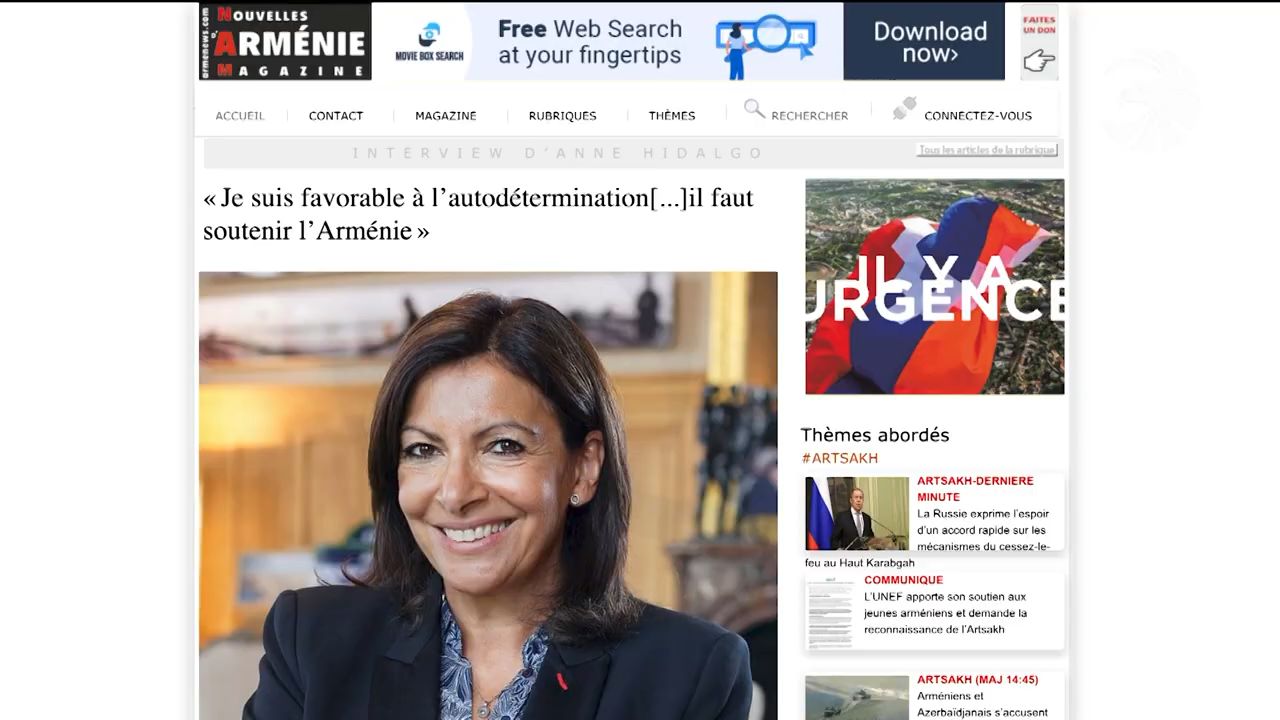 NOUVELLES
D'ARMÉNIE
MAGAZINE
armenews.com
MOVIE BOX SEARCH
Free Web Search
at your fingertips
Download
now›
FAITES
UN DON
ACCUEIL
CONTACT
MAGAZINE
RUBRIQUES
THÈMES
RECHERCHER
CONNECTEZ-VOUS
INTERVIEW D'ANNE HIDALGO
Tous les articles de la rubrique
« Je suis favorable à l'autodétermination[...]il faut
soutenir l'Arménie »
IL Y A
URGENCE
Thèmes abordés
#ARTSAKH
ARTSAKH-DERNIERE
MINUTE
La Russie exprime l'espoir
d'un accord rapide sur les
mécanismes du cessez-le-
feu au Haut Karabgah
COMMUNIQUE
L'UNEF apporte son soutien aux
jeunes arméniens et demande la
reconnaissance de l'Artsakh
ARTSAKH (MAJ 14:45)
Arméniens et
Azerbaïdjanais s'accusent